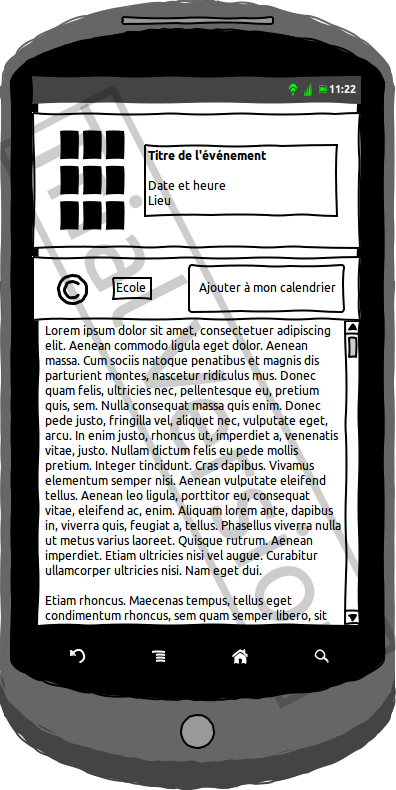 11:22
Titre de l'événement
Date et heure
Lieu
©
Ecole
Ajouter à mon calendrier
Lorem ipsum dolor sit amet, consectetuer adipiscing
elit. Aenean commodo ligula eget dolor. Aenean
massa. Cum sociis natoque penatibus et magnis dis
parturient montes, nascetur ridiculus mus. Donec
quam felis, ultricies nec, pellentesque eu, pretium
quis, sem. Nulla consequat massa quis enim. Donec
pede justo, fringilla vel, aliquet nec, vulputate eget,
arcu. In enim justo, rhoncus ut, imperdiet a, venenatis
vitae, justo. Nullam dictum felis eu pede mollis
pretium. Integer tincidunt. Cras dapibus. Vivamus
elementum semper nisi. Aenean vulputate eleifend
tellus. Aenean leo ligula, porttitor eu, consequat
vitae, eleifend ac, enim. Aliquam lorem ante, dapibus
in, viverra quis, feugiat a, tellus. Phasellus viverra nulla
ut metus varius laoreet. Quisque rutrum. Aenean
imperdiet. Etiam ultricies nisi vel augue. Curabitur
ullamcorper ultricies nisi. Nam eget dui.
Etiam rhoncus. Maecenas tempus, tellus eget
condimentum rhoncus, sem quam semper libero, sit